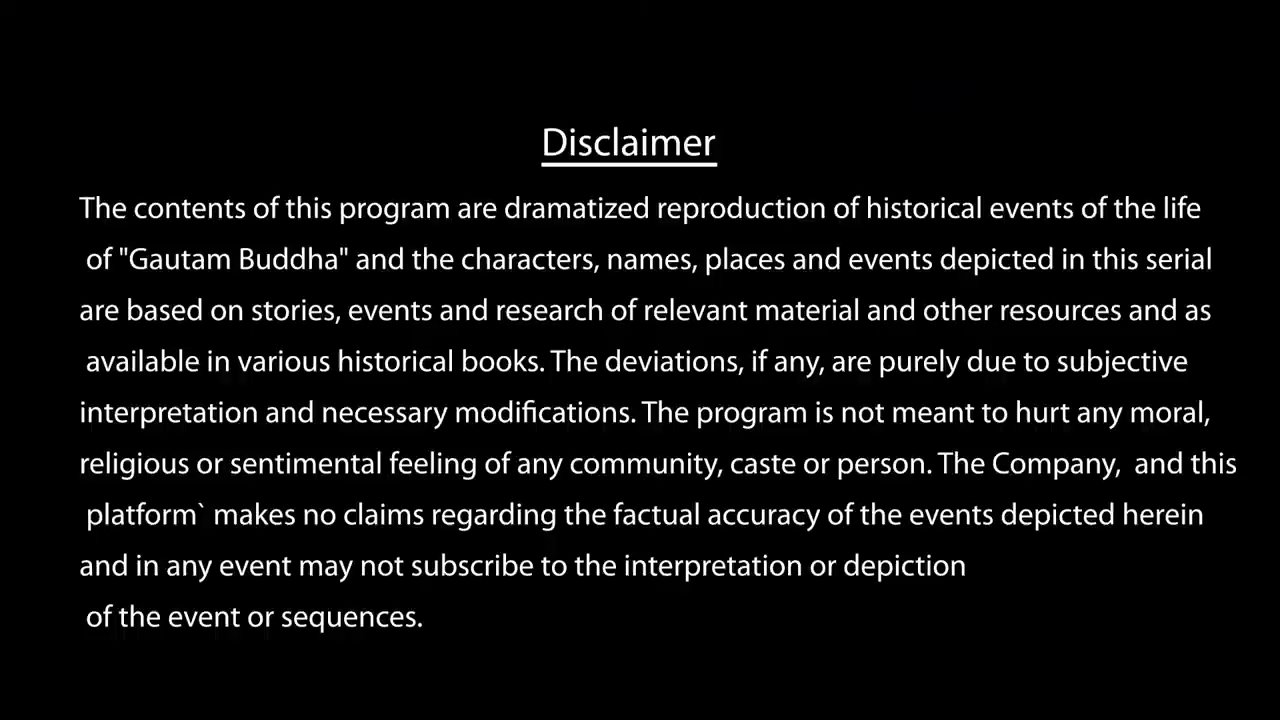 Disclaimer
The contents of this program are dramatized reproduction of historical events of the life
of "Gautam Buddha" and the characters, names, places and events depicted in this serial
are based on stories, events and research of relevant material and other resources and as
available in various historical books. The deviations, if any, are purely due to subjective
interpretation and necessary modifications. The program is not meant to hurt any moral,
religious or sentimental feeling of any community, caste or person. The Company,  and this
platform` makes no claims regarding the factual accuracy of the events depicted herein
and in any event may not subscribe to the interpretation or depiction
of the event or sequences.